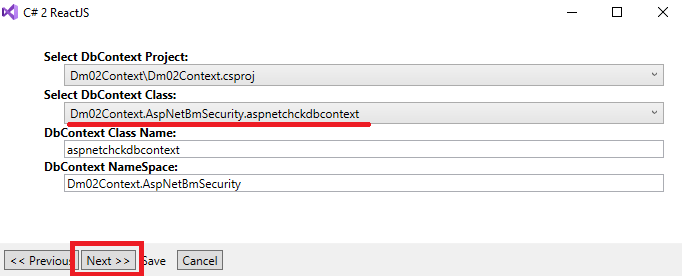 C# 2 ReactJS
Select DbContext Project:
Dm02Context\Dm02Context.csproj
Select DbContext Class:
Dm02Context.AspNetBmSecurity.aspnetchckdbcontext
DbContext Class Name:
aspnetchckdbcontext
DbContext NameSpace:
Dm02Context.AspNetBmSecurity
<< Previous Next >> Save Cancel